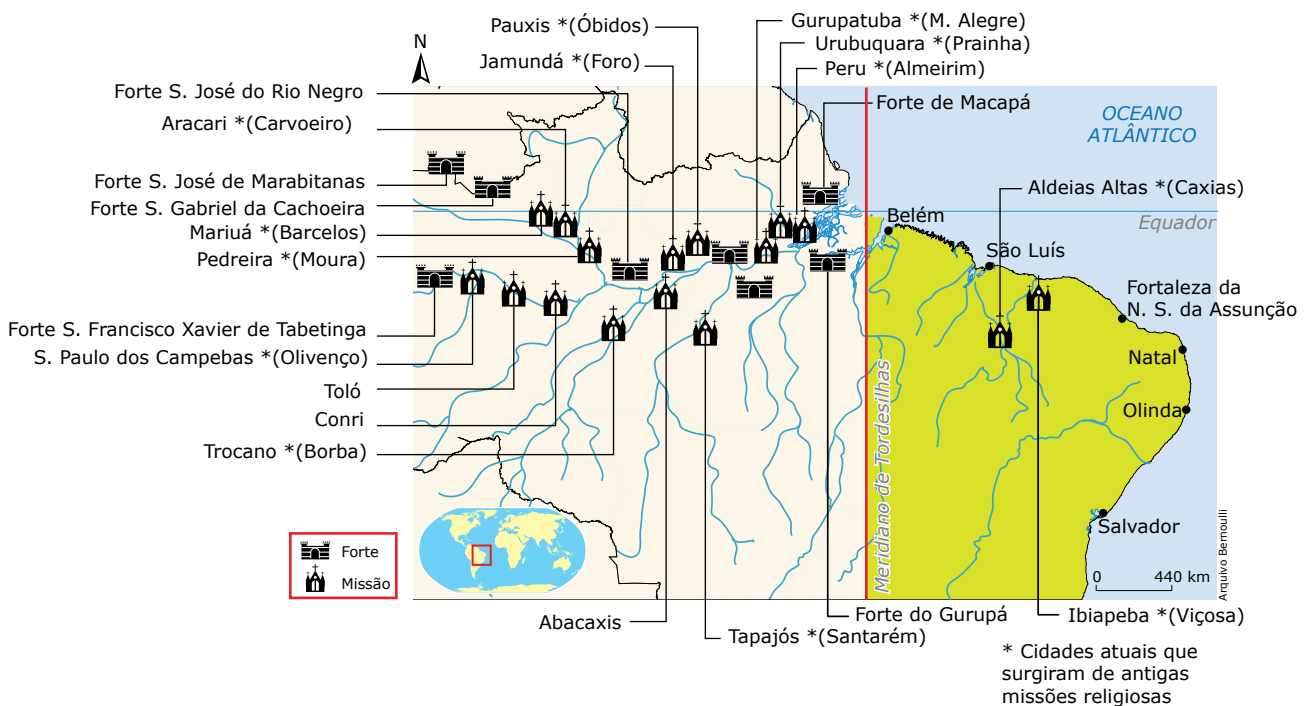 Pauxis *(Óbidos)
Gurupatuba *(M. Alegre)
Urubuquara *(Prainha)
Jamundá *(Foro)
Peru *(Almeirim)
N
Forte S. José do Rio Negro
Forte de Macapá
Aracari *(Carvoeiro)
OCEANO
ATLÂNTICO
Forte S. José de Marabitanas
Aldeias Altas *(Caxias)
Forte S. Gabriel da Cachoeira
Equador
Mariuá *(Barcelos)
Belém
Pedreira *(Moura)
São Luís
Fortaleza da
N. S. da Assunção
Forte S. Francisco Xavier de Tabetinga
S. Paulo dos Campebas *(Olivenço)
Natal
Toló
Olinda
Conri
Trocano *(Borba)
Meridiano de Tordesilhas
Salvador
Forte
Missão
0 440 km
Arquivo Bernoulli
Abacaxis
Forte do Gurupá
Ibiapeba *(Viçosa)
Tapajós *(Santarém)
* Cidades atuais que
surgiram de antigas
missões religiosas